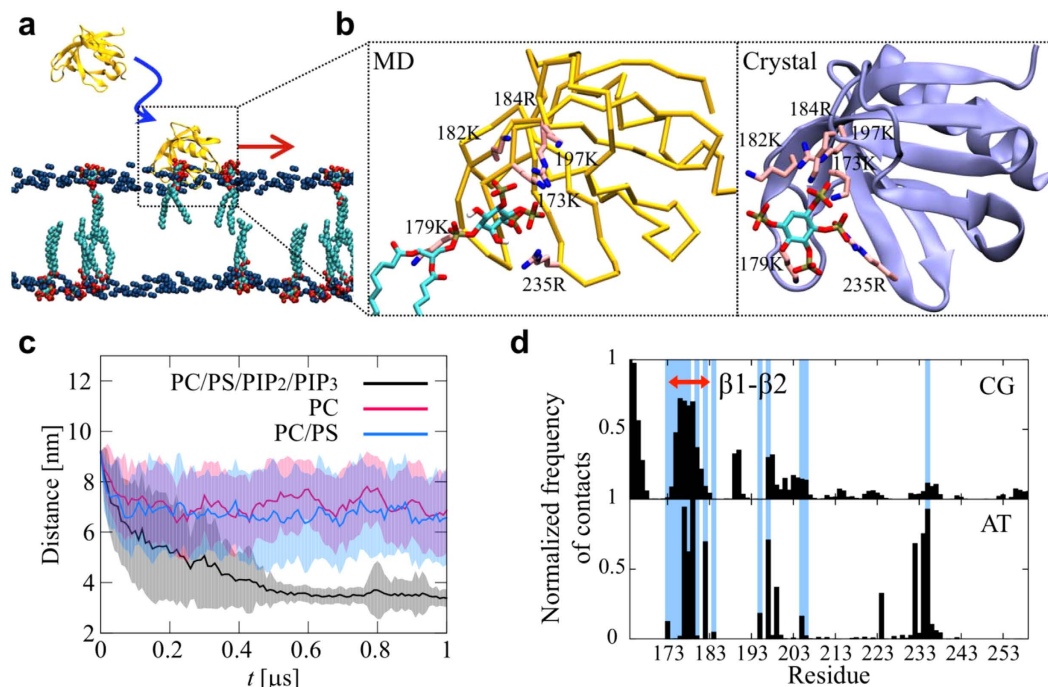 a
b
MD
184R
182K
197K
173K
179K
235R
Crystal
184R
182K
197K
173K
179K
235R
c
PC/PS/PIP₂/PIP₃
PC
PC/PS
Distance [nm]
12
10
8
6
4
2
0
0.2
0.4
0.6
0.8
1
t [μs]
d
Normalized frequency
of contacts
1
0.5
1
0.5
0
β1-β2
CG
AT
173
183
193
203
213
223
233
243
253
Residue